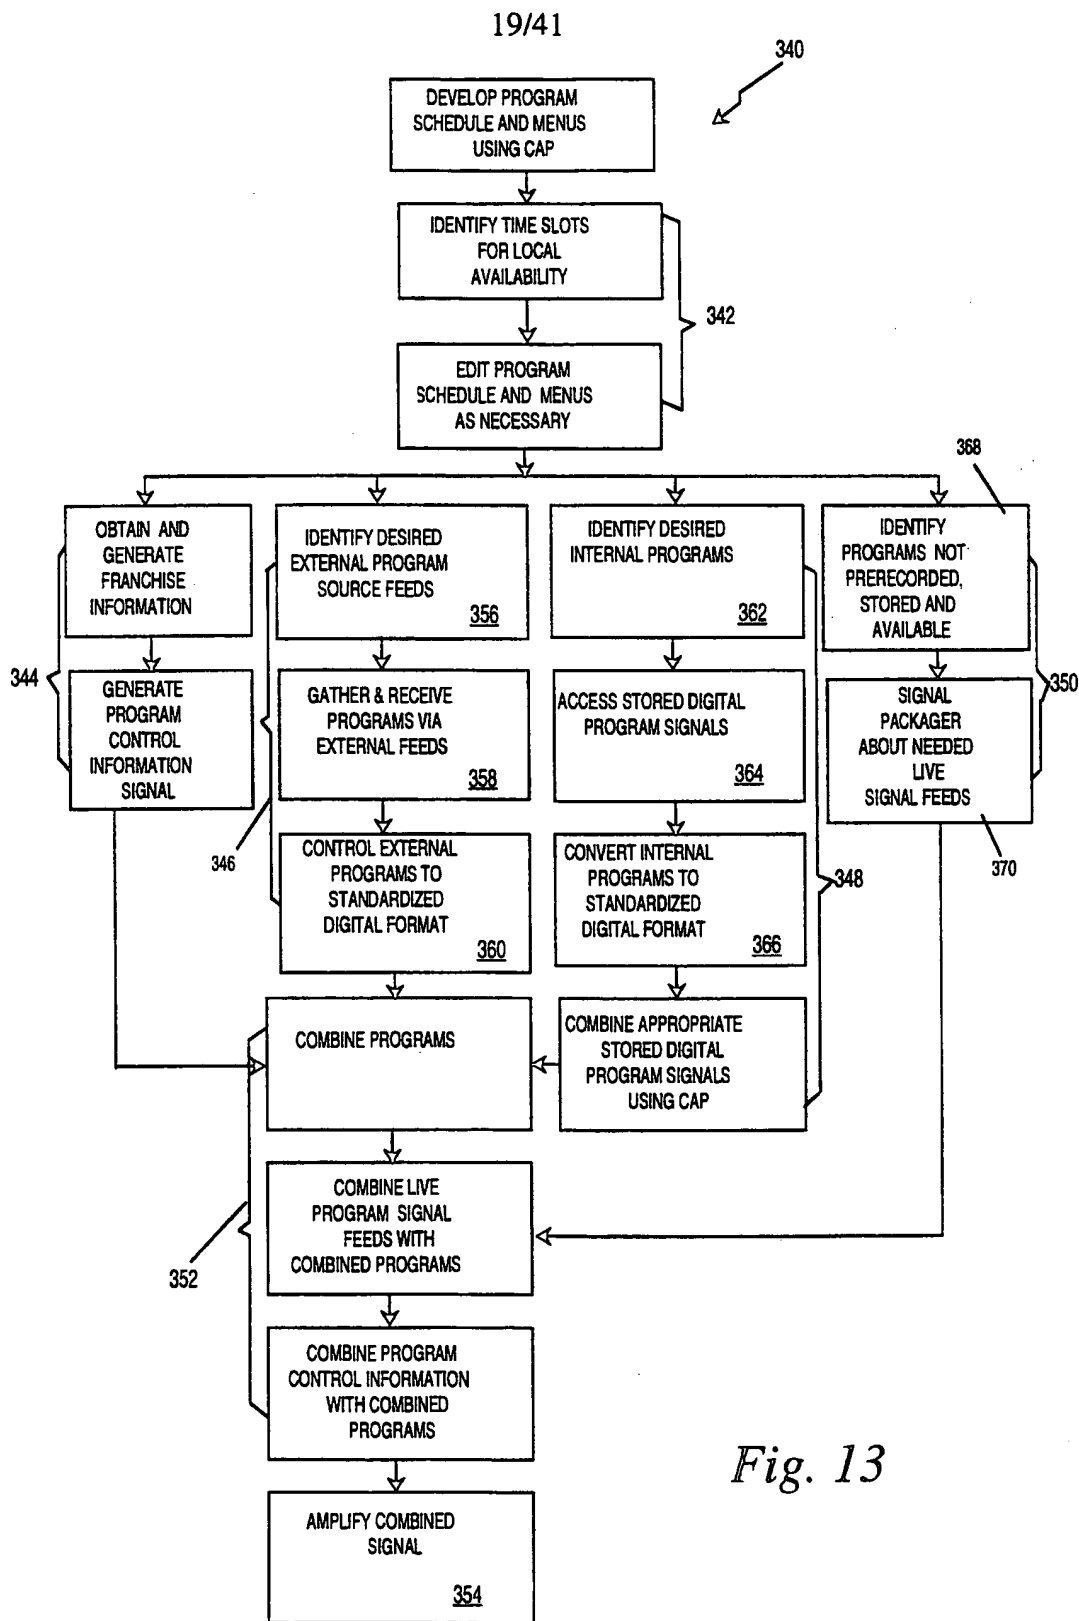 19/41
340
DEVELOP PROGRAM
SCHEDULE AND MENUS
USING CAP
IDENTIFY TIME SLOTS
FOR LOCAL
AVAILABILITY
342
EDIT PROGRAM
SCHEDULE AND MENUS
AS NECESSARY
368
OBTAIN AND
GENERATE
FRANCHISE
INFORMATION
IDENTIFY DESIRED
EXTERNAL PROGRAM
SOURCE FEEDS
356
IDENTIFY DESIRED
INTERNAL PROGRAMS
362
IDENTIFY
PROGRAMS NOT
PRERECORDED,
STORED AND
AVAILABLE
344
350
GENERATE
PROGRAM
CONTROL
INFORMATION
SIGNAL
GATHER & RECEIVE
PROGRAMS VIA
EXTERNAL FEEDS
358
ACCESS STORED DIGITAL
PROGRAM SIGNALS
364
SIGNAL
PACKAGER
ABOUT NEEDED
LIVE
SIGNAL FEEDS
346
370
348
CONTROL EXTERNAL
PROGRAMS TO
STANDARDIZED
DIGITAL FORMAT
360
CONVERT INTERNAL
PROGRAMS TO
STANDARDIZED
DIGITAL FORMAT
366
COMBINE PROGRAMS
COMBINE APPROPRIATE
STORED DIGITAL
PROGRAM SIGNALS
USING CAP
COMBINE LIVE
PROGRAM SIGNAL
FEEDS WITH
COMBINED PROGRAMS
352
COMBINE PROGRAM
CONTROL INFORMATION
WITH COMBINED
PROGRAMS
Fig. 13
AMPLIFY COMBINED
SIGNAL
354